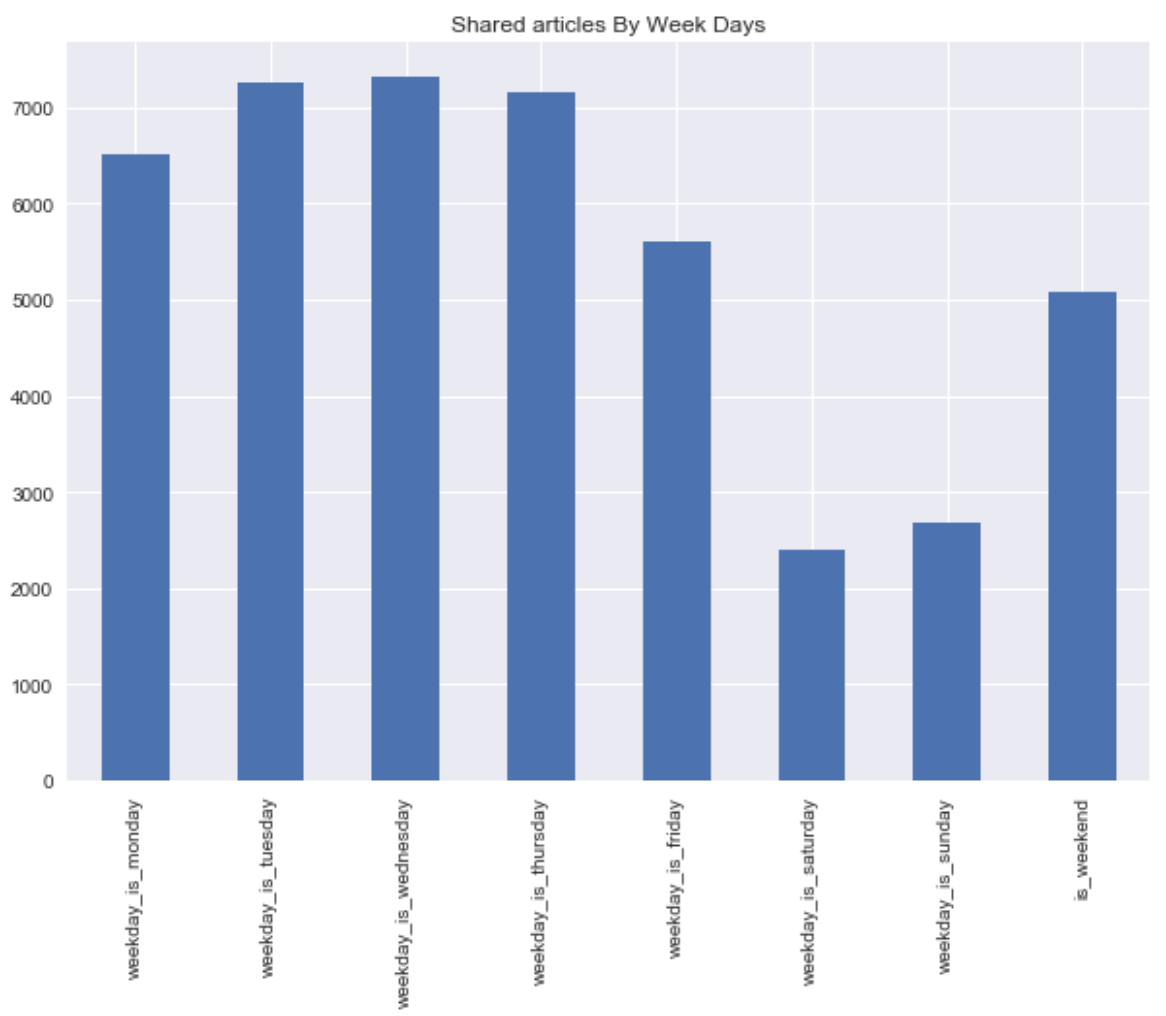 Shared articles By Week Days
7000
6000
5000
4000
3000
2000
1000
0
weekday_is_monday
weekday_is_tuesday
weekday_is_wednesday
weekday_is_thursday
weekday_is_friday
weekday_is_saturday
weekday_is_sunday
is_weekend